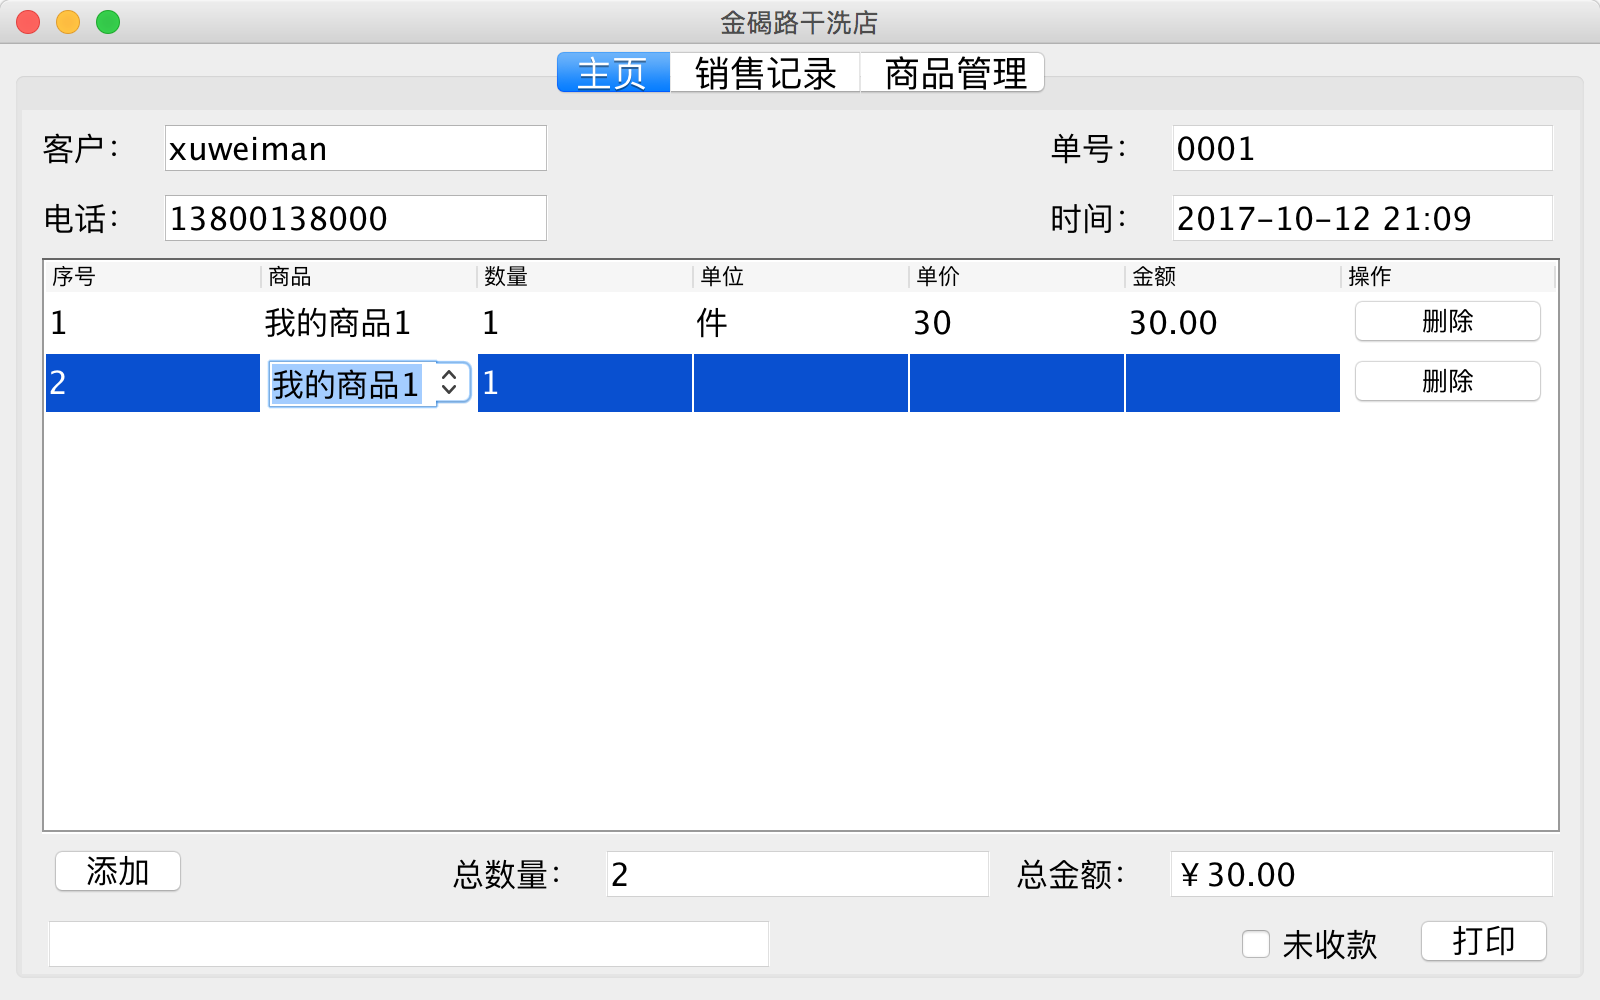 金碣路干洗店
主页 销售记录 商品管理
客户： xuweiman 单号： 0001
电话： 13800138000 时间： 2017-10-12 21:09
序号 商品 数量 单位 单价 金额 操作
1 我的商品1 1 件 30 30.00 删除
2 我的商品1 1 删除
添加 总数量： 2 总金额： ￥30.00
未收款 打印